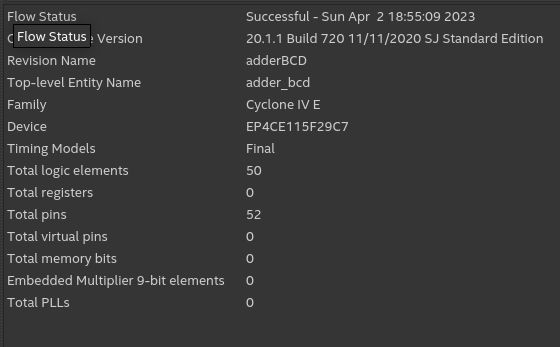 Flow Status Successful - Sun Apr 2 18:55:09 2023
Flow Status
Version 20.1.1 Build 720 11/11/2020 SJ Standard Edition
Revision Name adderBCD
Top-level Entity Name adder_bcd
Family Cyclone IV E
Device EP4CE115F29C7
Timing Models Final
Total logic elements 50
Total registers 0
Total pins 52
Total virtual pins 0
Total memory bits 0
Embedded Multiplier 9-bit elements 0
Total PLLs 0